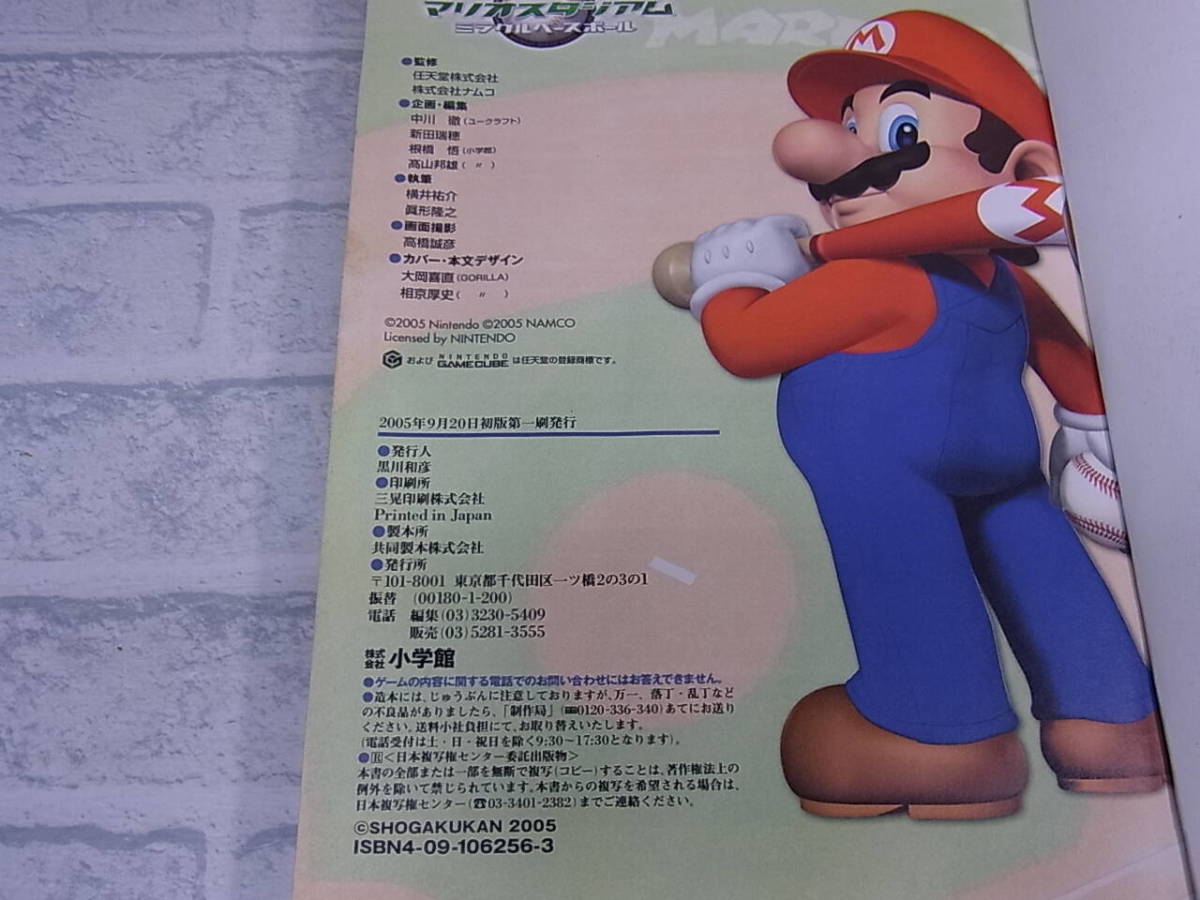 マリオスタジアム
ミラクルベースボール
MAR
●監修
任天堂株式会社
株式会社ナムコ
●企画・編集
中川 徹(ユークラフト)
新田瑞穂
根橋 悟(小学館)
高山邦雄( 〃 )
●執筆
横井祐介
眞形隆之
●画面撮影
高橋誠彦
●カバー・本文デザイン
大岡喜直(GORILLA)
相京厚史( 〃 )
©2005 Nintendo ©2005 NAMCO
Licensed by NINTENDO
および NINTENDO GAMECUBE は任天堂の登録商標です。
2005年9月20日初版第一刷発行
●発行人
黒川和彦
●印刷所
三晃印刷株式会社
Printed in Japan
●製本所
共同製本株式会社
●発行所
〒101-8001 東京都千代田区一ツ橋2の3の1
振替 (00180-1-200)
電話 編集(03)3230-5409
販売(03)5281-3555
株式会社 小学館
●ゲームの内容に関する電話でのお問い合わせにはお答えできません。
●造本には、じゅうぶんに注意しておりますが、万一、落丁・乱丁など
の不良品がありましたら、「制作局」(0120-336-340)あてにお送り
ください。送料小社負担にて、お取り替えいたします。
(電話受付は土・日・祝日を除く9:30〜17:30となります)。
●Ⓡ<日本複写権センター委託出版物>
本書の全部または一部を無断で複写(コピー)することは、著作権法上の
例外を除いて禁じられています。本書からの複写を希望される場合は、
日本複写権センター(☎03-3401-2382)までご連絡ください。
©SHOGAKUKAN 2005
ISBN4-09-106256-3
M
M